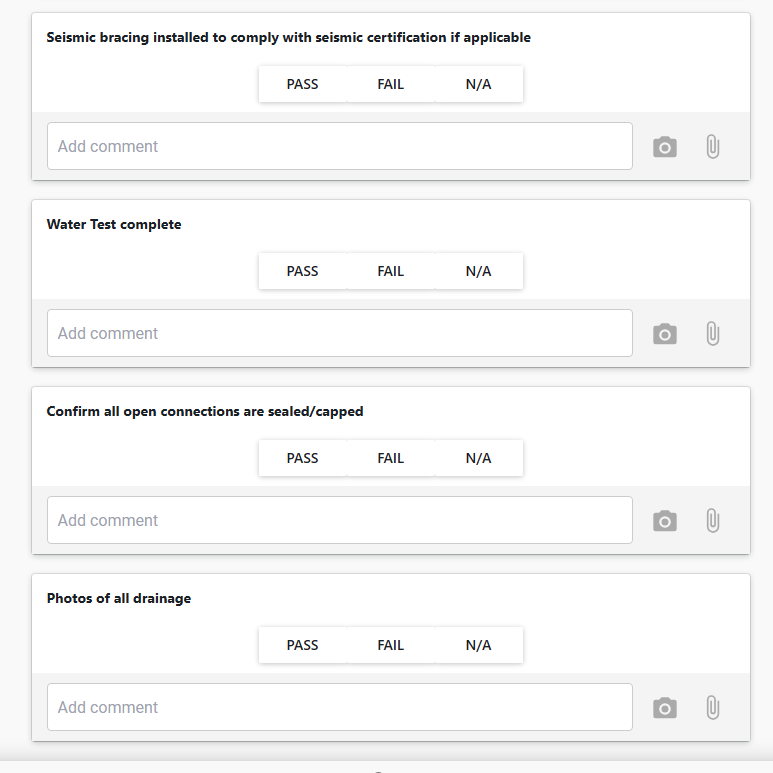 Seismic bracing installed to comply with seismic certification if applicable
PASS FAIL N/A
Add comment
Water Test complete
PASS FAIL N/A
Add comment
Confirm all open connections are sealed/capped
PASS FAIL N/A
Add comment
Photos of all drainage
PASS FAIL N/A
Add comment